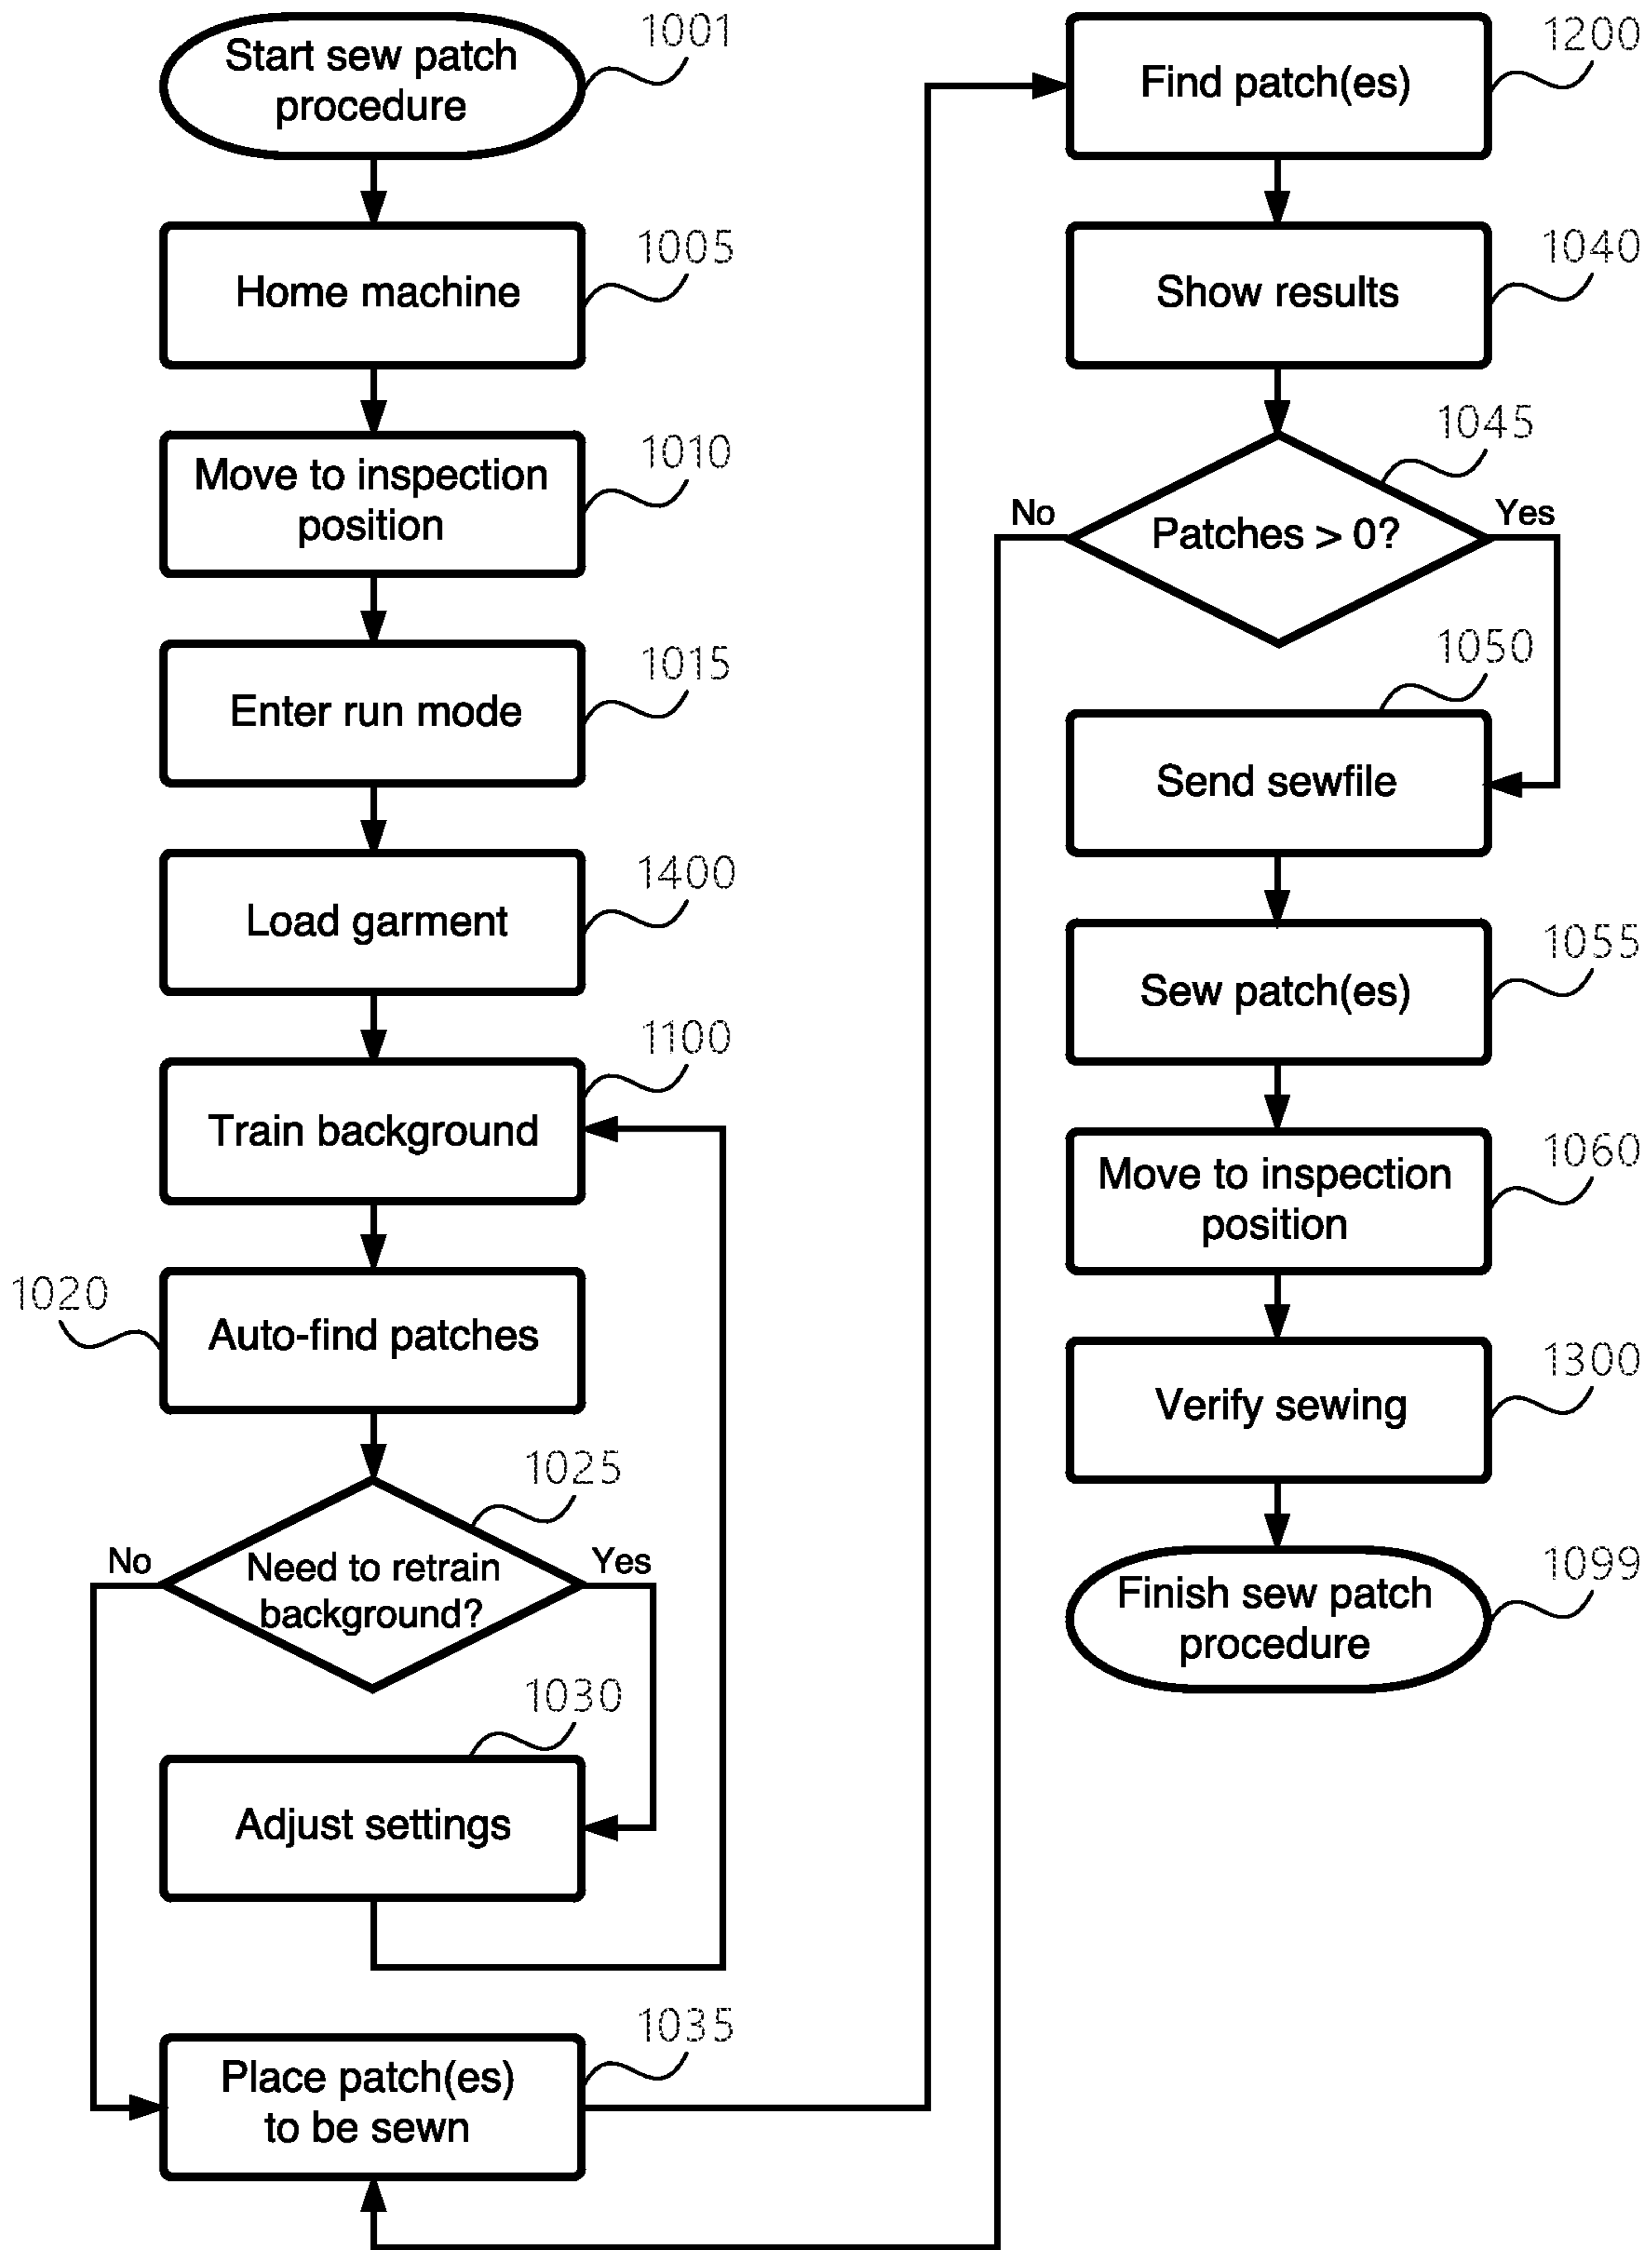 Start sew patch
procedure
1001
Home machine
1005
Move to inspection
position
1010
Enter run mode
1015
Load garment
1400
Train background
1100
Auto-find patches
1020
Need to retrain
background?
1025
No
Yes
Adjust settings
1030
Place patch(es)
to be sewn
1035
Find patch(es)
1200
Show results
1040
Patches > 0?
1045
No
Yes
Send sewfile
1050
Sew patch(es)
1055
Move to inspection
position
1060
Verify sewing
1300
Finish sew patch
procedure
1099